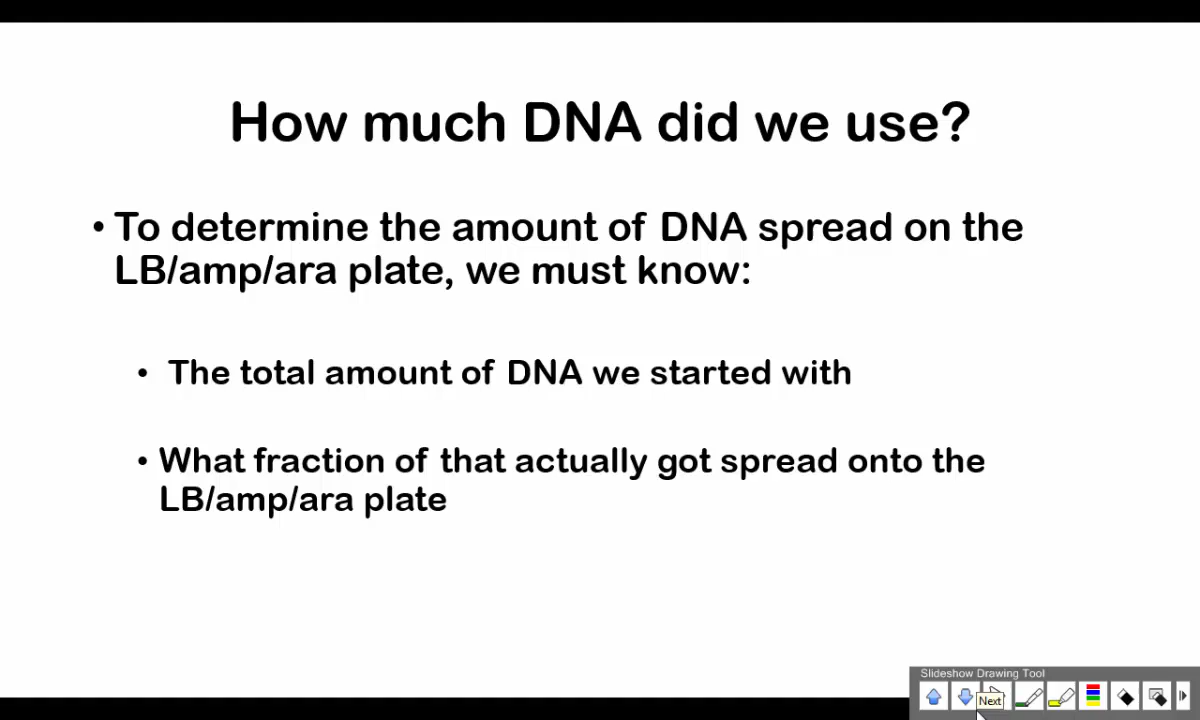 How much DNA did we use?
• To determine the amount of DNA spread on the
LB/amp/ara plate, we must know:
• The total amount of DNA we started with
• What fraction of that actually got spread onto the
LB/amp/ara plate
Slideshow Drawing Tool
Next